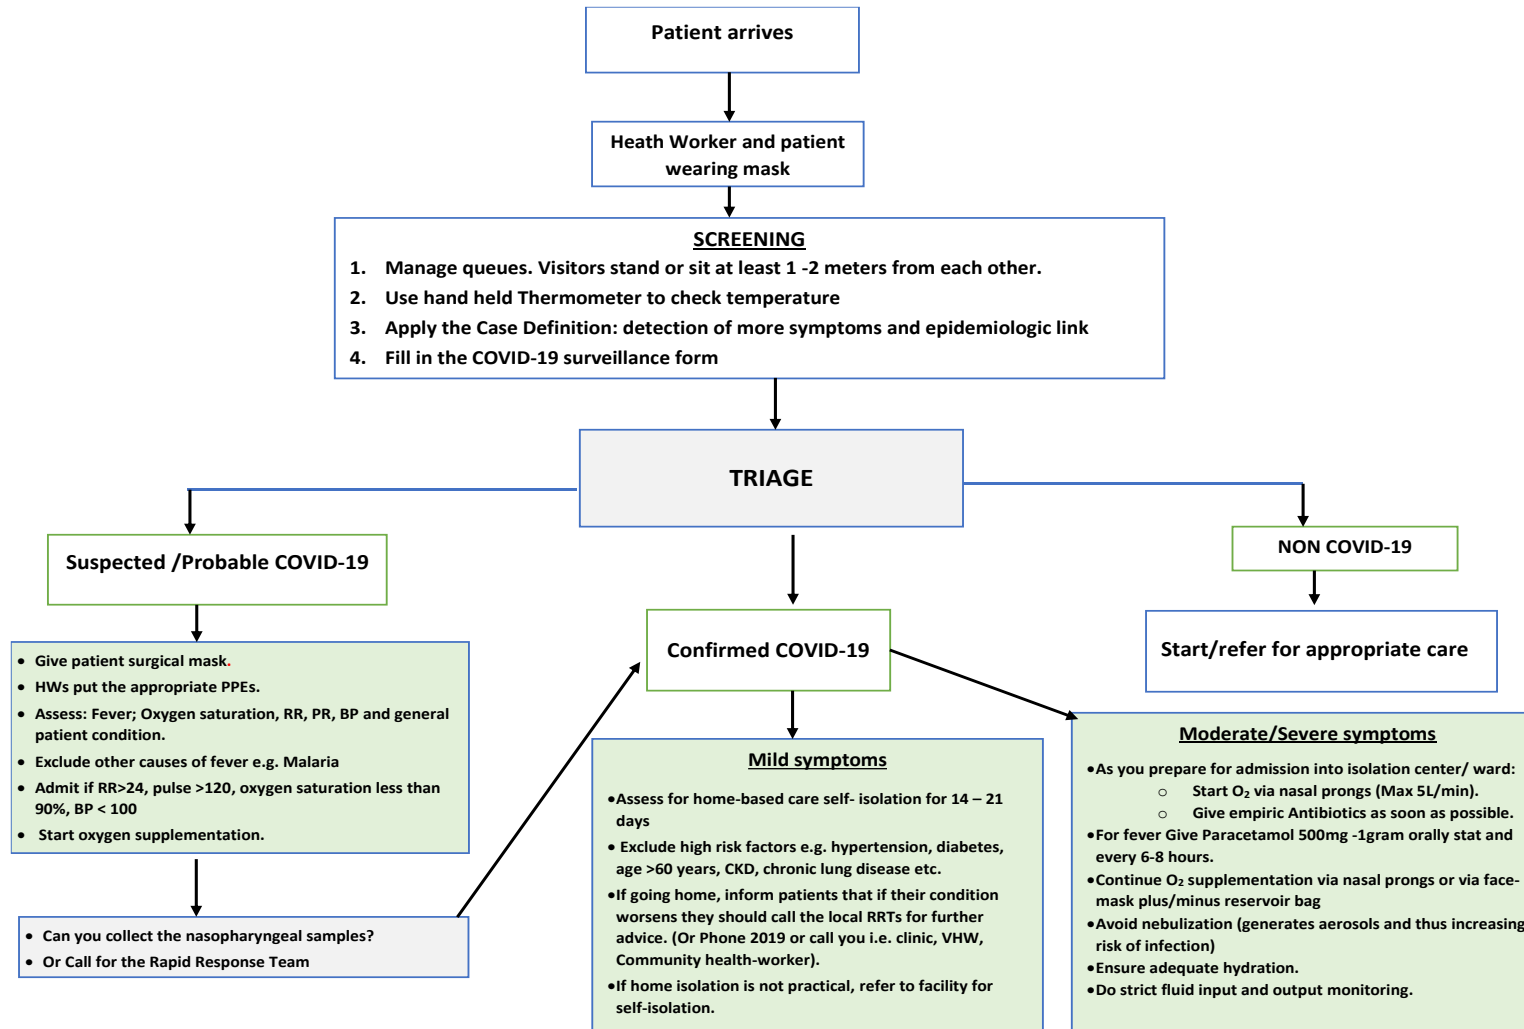 Patient arrives
Heath Worker and patient
wearing mask
SCREENING
1. Manage queues. Visitors stand or sit at least 1 -2 meters from each other.
2. Use hand held Thermometer to check temperature
3. Apply the Case Definition: detection of more symptoms and epidemiologic link
4. Fill in the COVID-19 surveillance form
TRIAGE
Suspected /Probable COVID-19
• Give patient surgical mask.
• HWs put the appropriate PPEs.
• Assess: Fever; Oxygen saturation, RR, PR, BP and general
patient condition.
• Exclude other causes of fever e.g. Malaria
• Admit if RR>24, pulse >120, oxygen saturation less than
90%, BP < 100
• Start oxygen supplementation.
• Can you collect the nasopharyngeal samples?
• Or Call for the Rapid Response Team
Confirmed COVID-19
Mild symptoms
•Assess for home-based care self- isolation for 14 – 21
days
• Exclude high risk factors e.g. hypertension, diabetes,
age >60 years, CKD, chronic lung disease etc.
•If going home, inform patients that if their condition
worsens they should call the local RRTs for further
advice. (Or Phone 2019 or call you i.e. clinic, VHW,
Community health-worker).
•If home isolation is not practical, refer to facility for
self-isolation.
NON COVID-19
Start/refer for appropriate care
Moderate/Severe symptoms
•As you prepare for admission into isolation center/ ward:
o Start O₂ via nasal prongs (Max 5L/min).
o Give empiric Antibiotics as soon as possible.
•For fever Give Paracetamol 500mg -1gram orally stat and
every 6-8 hours.
•Continue O₂ supplementation via nasal prongs or via face-
mask plus/minus reservoir bag
•Avoid nebulization (generates aerosols and thus increasing
risk of infection)
•Ensure adequate hydration.
•Do strict fluid input and output monitoring.